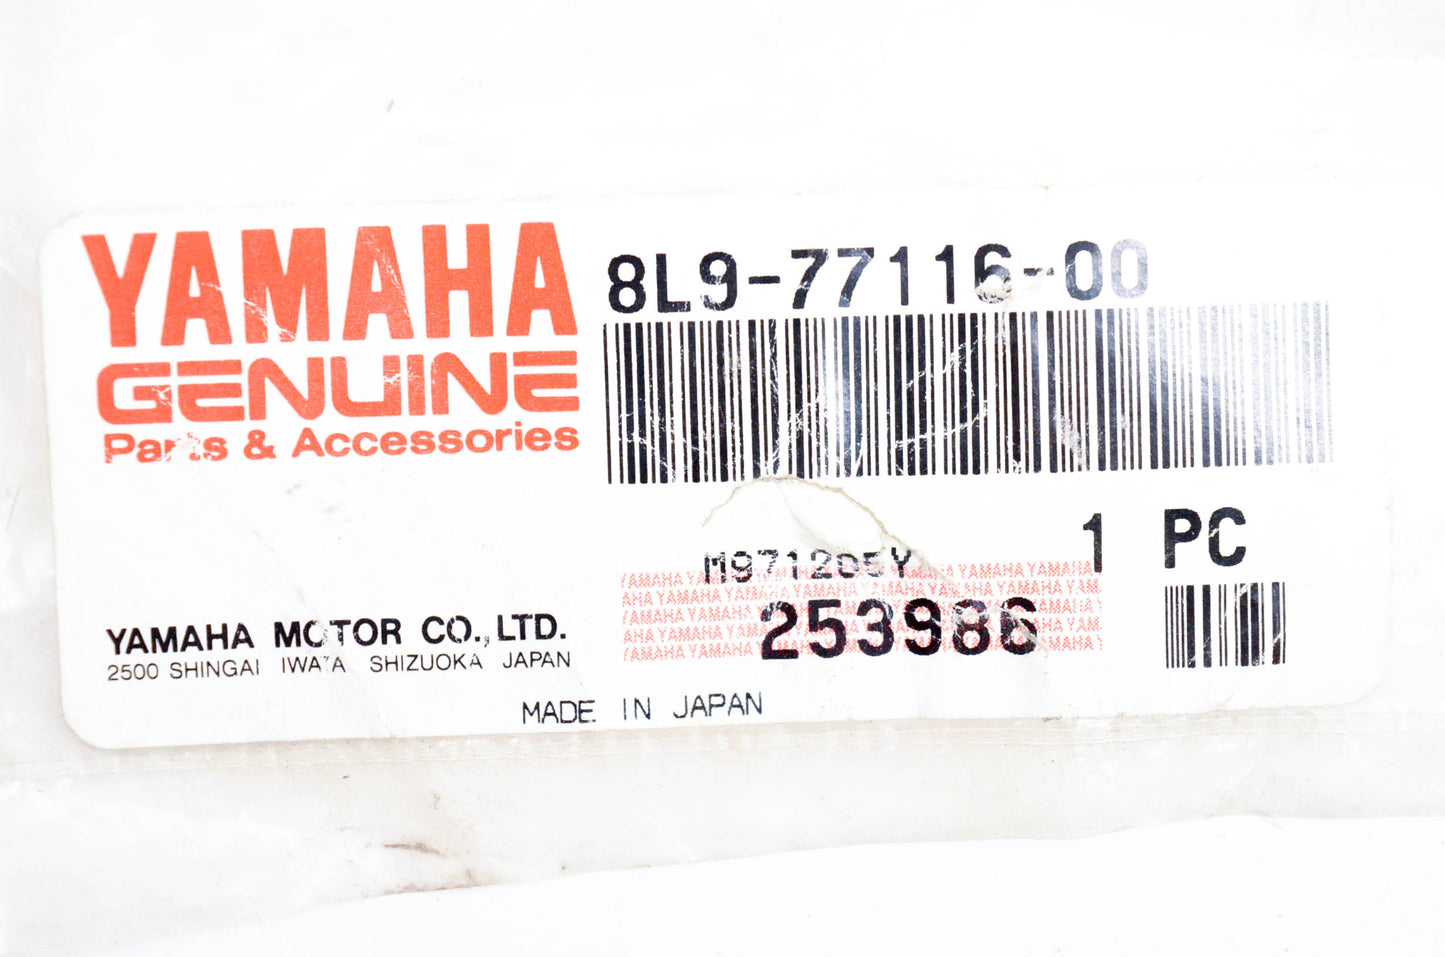 YAMAHA
GENUINE
Parts & Accessories
8L9-77116-00
1 PC
M971205Y
253986
YAMAHA MOTOR CO., LTD.
2500 SHINGAI IWATA SHIZUOKA JAPAN
MADE IN JAPAN